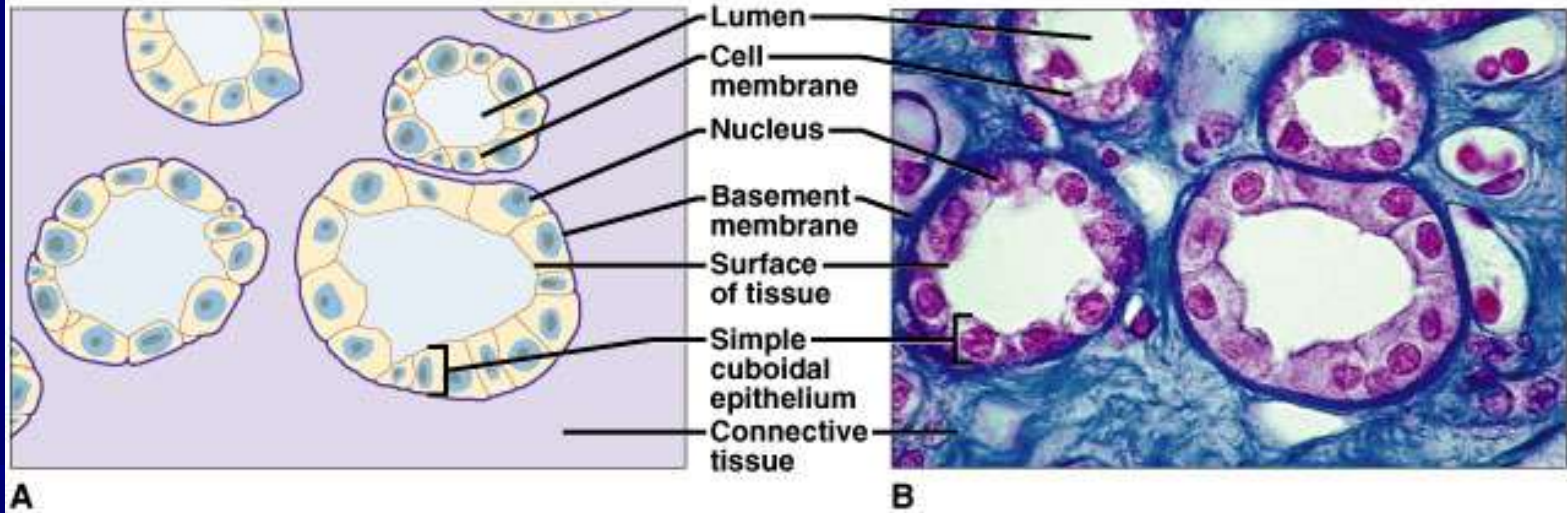 Lumen
Cell
membrane
Nucleus
Basement
membrane
Surface
of tissue
Simple
cuboidal
epithelium
Connective
tissue
A
B